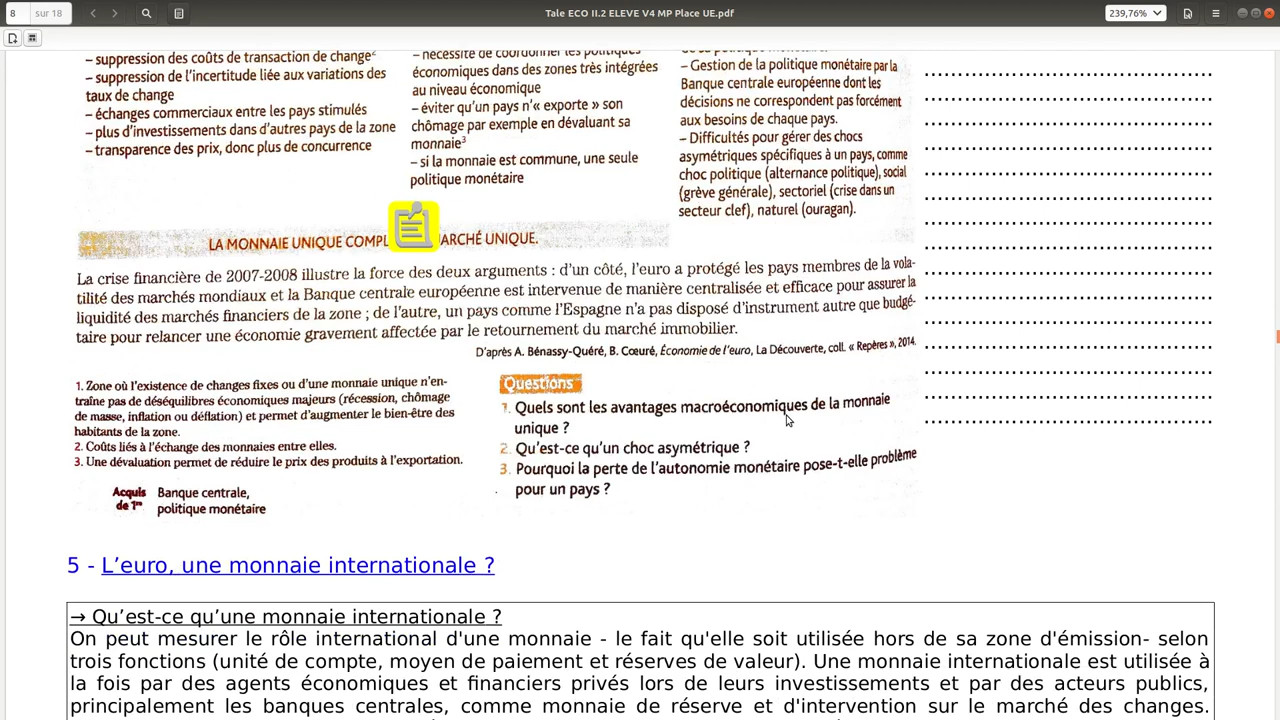 8
sur 18
Tale ECO II.2 ELEVE V4 MP Place UE.pdf
239,76%
– suppression des coûts de transaction de change²
– suppression de l'incertitude liée aux variations des
taux de change
– échanges commerciaux entre les pays stimulés
– plus d'investissements dans d'autres pays de la zone
– transparence des prix, donc plus de concurrence
– nécessité de coordonner les politiques
économiques dans des zones très intégrées
au niveau économique
– éviter qu'un pays n'« exporte » son
chômage par exemple en dévaluant sa
monnaie³
– si la monnaie est commune, une seule
politique monétaire
– Gestion de la politique monétaire par la
Banque centrale européenne dont les
décisions ne correspondent pas forcément
aux besoins de chaque pays.
– Difficultés pour gérer des chocs
asymétriques spécifiques à un pays, comme
choc politique (alternance politique), social
(grève générale), sectoriel (crise dans un
secteur clef), naturel (ouragan).
LA MONNAIE UNIQUE COMPL ARCHÉ UNIQUE.
La crise financière de 2007-2008 illustre la force des deux arguments : d'un côté, l'euro a protégé les pays membres de la vola-
tilité des marchés mondiaux et la Banque centrale européenne est intervenue de manière centralisée et efficace pour assurer la
liquidité des marchés financiers de la zone ; de l'autre, un pays comme l'Espagne n'a pas disposé d'instrument autre que budgé-
taire pour relancer une économie gravement affectée par le retournement du marché immobilier.
D'après A. Bénassy-Quéré, B. Cœuré, Économie de l'euro, La Découverte, coll. « Repères », 2014.
1. Zone où l'existence de changes fixes ou d'une monnaie unique n'en-
traîne pas de déséquilibres économiques majeurs (récession, chômage
de masse, inflation ou déflation) et permet d'augmenter le bien-être des
habitants de la zone.
2. Coûts liés à l'échange des monnaies entre elles.
3. Une dévaluation permet de réduire le prix des produits à l'exportation.
Acquis
de 1re
Banque centrale,
politique monétaire
Questions
1. Quels sont les avantages macroéconomiques de la monnaie
unique ?
2. Qu'est-ce qu'un choc asymétrique ?
3. Pourquoi la perte de l'autonomie monétaire pose-t-elle problème
pour un pays ?
5 - L'euro, une monnaie internationale ?
→ Qu'est-ce qu'une monnaie internationale ?
On peut mesurer le rôle international d'une monnaie - le fait qu'elle soit utilisée hors de sa zone d'émission- selon
trois fonctions (unité de compte, moyen de paiement et réserves de valeur). Une monnaie internationale est utilisée à
la fois par des agents économiques et financiers privés lors de leurs investissements et par des acteurs publics,
principalement les banques centrales, comme monnaie de réserve et d'intervention sur le marché des changes.